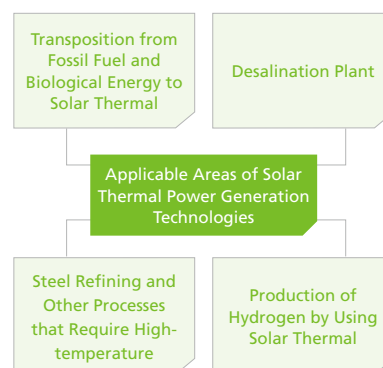 Transposition from
Fossil Fuel and
Biological Energy to
Solar Thermal
Desalination Plant
Applicable Areas of Solar
Thermal Power Generation
Technologies
Steel Refining and
Other Processes
that Require High-
temperature
Production of
Hydrogen by Using
Solar Thermal